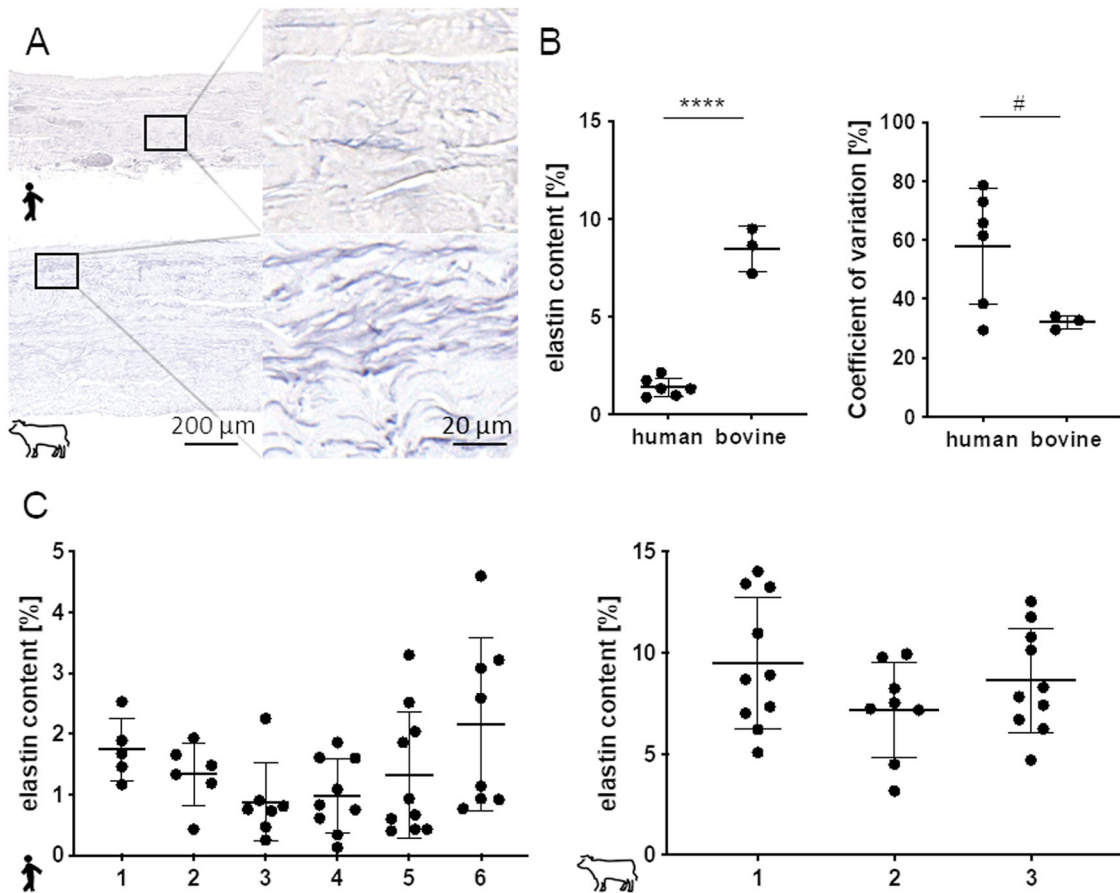 A
200 µm
20 µm
B
elastin content [%]
15
10
5
0
****
human bovine
Coefficient of variation [%]
100
80
60
40
20
0
#
human bovine
C
elastin content [%]
5
4
3
2
1
0
1 2 3 4 5 6
elastin content [%]
15
10
5
0
1 2 3